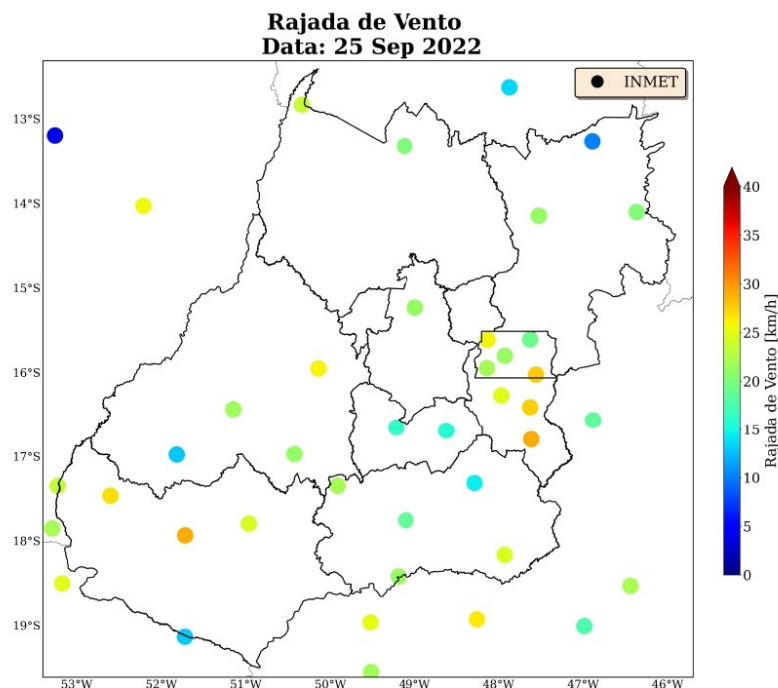 Rajada de Vento
Data: 25 Sep 2022
INMET
13°S
14°S
15°S
16°S
17°S
18°S
19°S
53°W
52°W
51°W
50°W
49°W
48°W
47°W
46°W
40
35
30
25
20
15
10
5
0
Rajada de Vento [km/h]